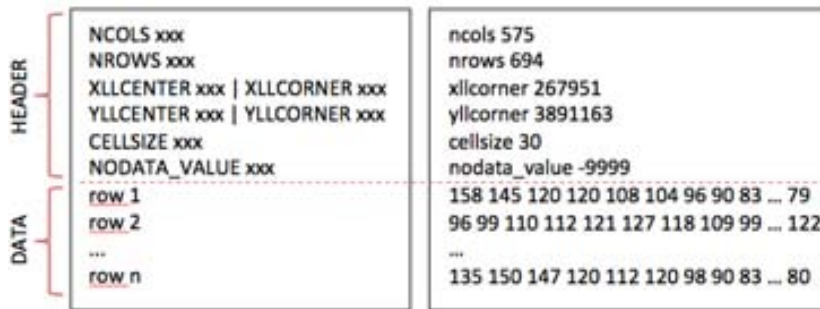 HEADER
NCOLS xxx
NROWS xxx
XLLCENTER xxx | XLLCORNER xxx
YLLCENTER xxx | YLLCORNER xxx
CELLSIZE xxx
NODATA_VALUE xxx
DATA
row 1
row 2
...
row n
ncols 575
nrows 694
xllcorner 267951
yllcorner 3891163
cellsize 30
nodata_value -9999
158 145 120 120 108 104 96 90 83 ... 79
96 99 110 112 121 127 118 109 99 ... 122
...
135 150 147 120 112 120 98 90 83 ... 80